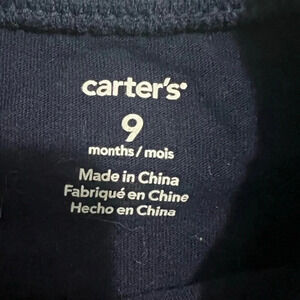 carter's
9
months/mois
Made in China
Fabriqué en Chine
Hecho en China